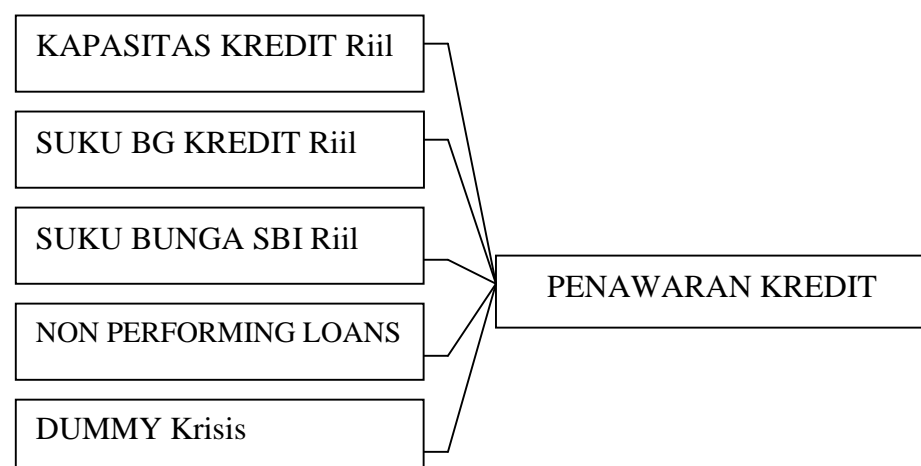 KAPASITAS KREDIT Riil
SUKU BG KREDIT Riil
SUKU BUNGA SBI Riil
NON PERFORMING LOANS
DUMMY Krisis
PENAWARAN KREDIT